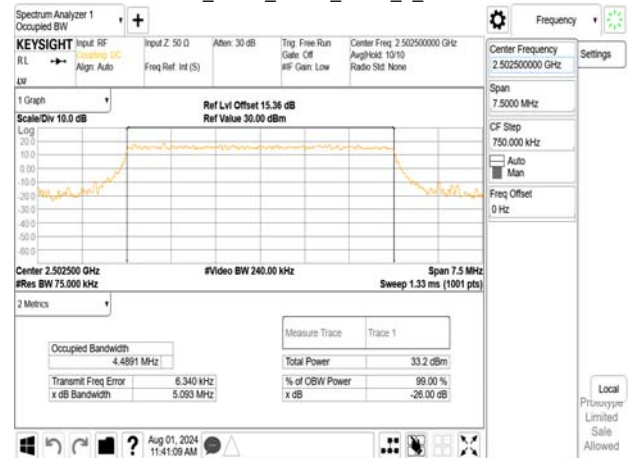 Spectrum Analyzer 1
Occupied BW
Frequency
KEYSIGHT Input: RF Input Z: 50 Ω Atten: 30 dB Trig: Free Run Center Freq: 2.502500000 GHz
RL Coupling: DC Gate: Off Avg|Hold: 10/10
Align: Auto Freq Ref: Int (S) #IF Gain: Low Radio Std: None
Center Frequency
2.502500000 GHz
Settings
Span
7.5000 MHz
CF Step
750.000 kHz
Auto
Man
Freq Offset
0 Hz
1 Graph
Scale/Div 10.0 dB
Ref Lvl Offset 15.36 dB
Ref Value 30.00 dBm
Log
20.0
10.0
0.00
-10.0
-20.0
-30.0
-40.0
-50.0
-60.0
Center 2.502500 GHz #Video BW 240.00 kHz Span 7.5 MHz
#Res BW 75.000 kHz Sweep 1.33 ms (1001 pts)
2 Metrics
Measure Trace Trace 1
Occupied Bandwidth
4.4891 MHz
Total Power 33.2 dBm
Transmit Freq Error 6.340 kHz % of OBW Power 99.00 %
x dB Bandwidth 5.093 MHz x dB -26.00 dB
Local
Prototype
Limited
Sale
Allowed
Aug 01, 2024
11:41:09 AM